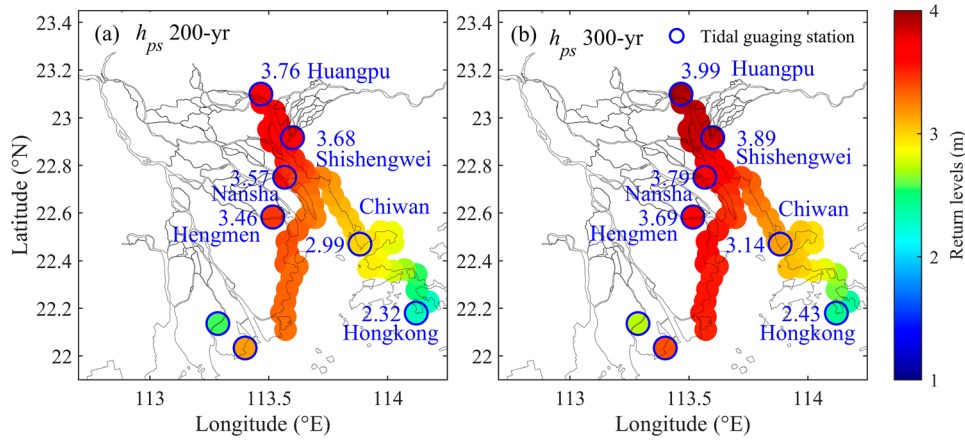 (a) hps 200-yr
23.4
23.2
23
22.8
22.6
22.4
22.2
22
Latitude (°N)
3.76 Huangpu
3.68
Shishengwei
3.57
Nansha
3.46
Hengmen
Chiwan
2.99
2.32
Hongkong
113
113.5
114
Longitude (°E)
(b) hps 300-yr
Tidal guaging station
3.99
Huangpu
3.89
Shishengwei
3.79
Nansha
3.69
Hengmen
Chiwan
3.14
2.43
Hongkong
113
113.5
114
Longitude (°E)
4
3
2
1
Return levels (m)